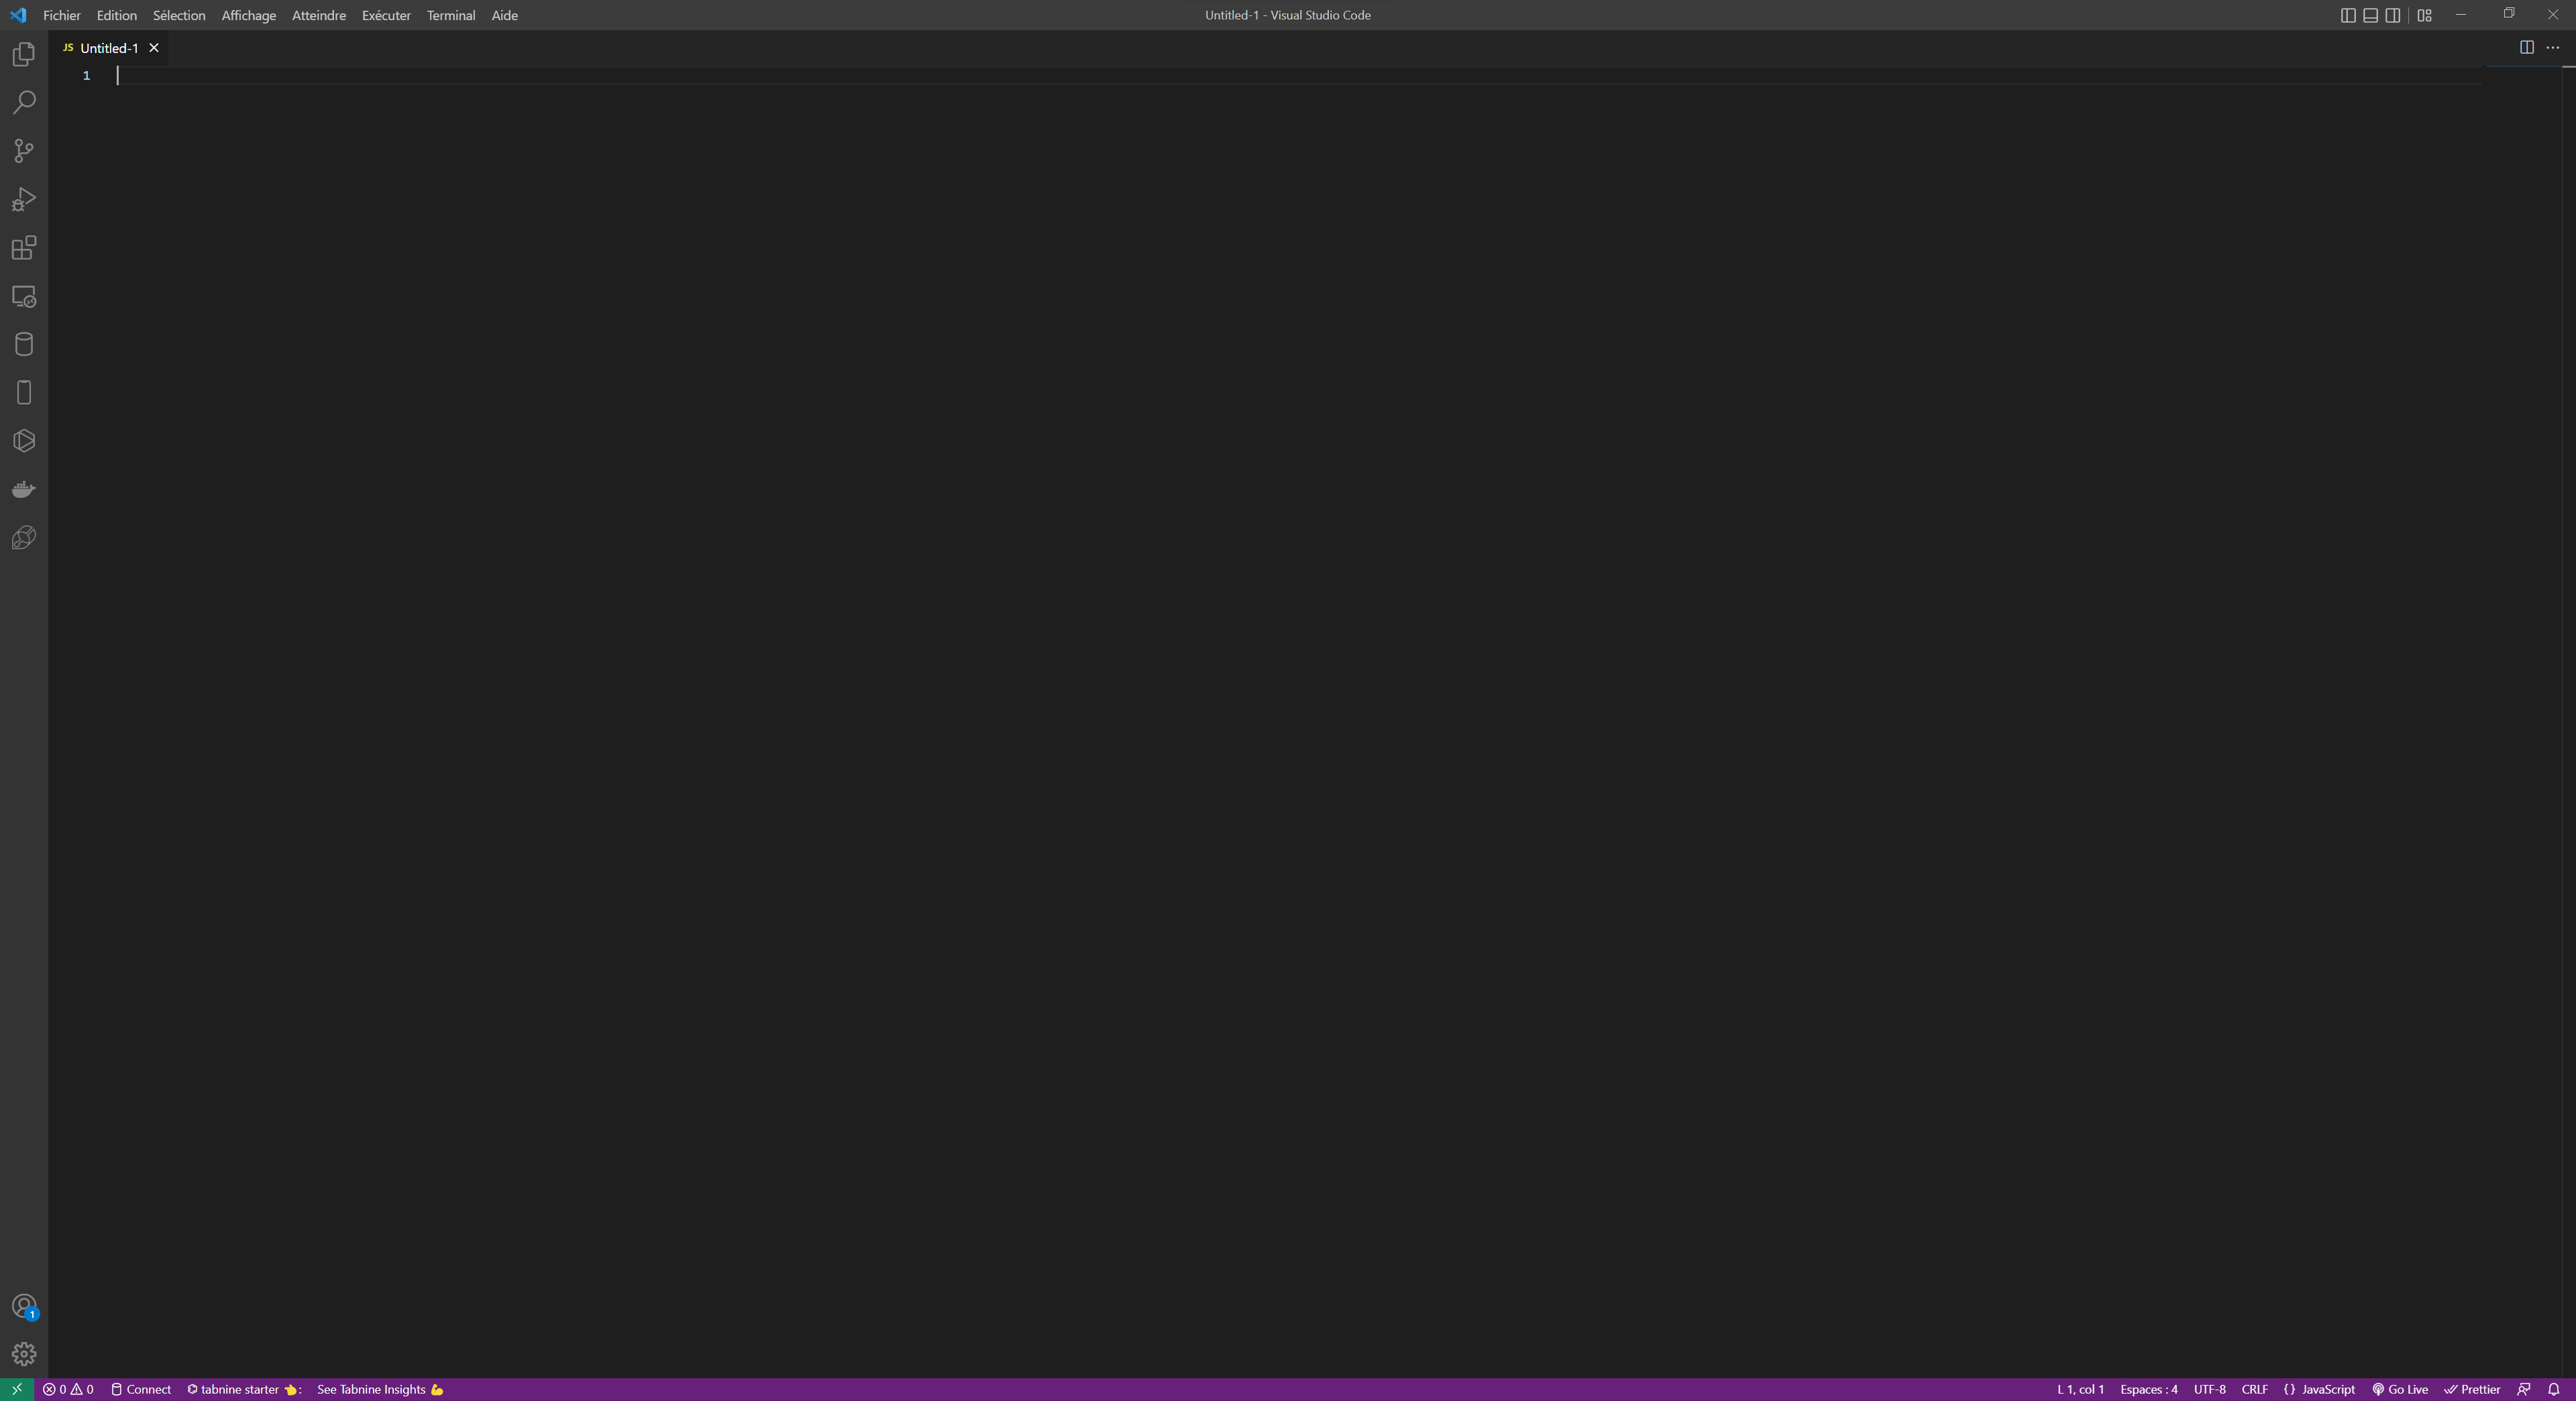 Fichier Edition Sélection Affichage Atteindre Exécuter Terminal Aide Untitled-1 - Visual Studio Code
JS Untitled-1
1
1
0 0 Connect tabnine starter 👈: See Tabnine Insights 💪 L 1, col 1 Espaces : 4 UTF-8 CRLF {} JavaScript Go Live Prettier